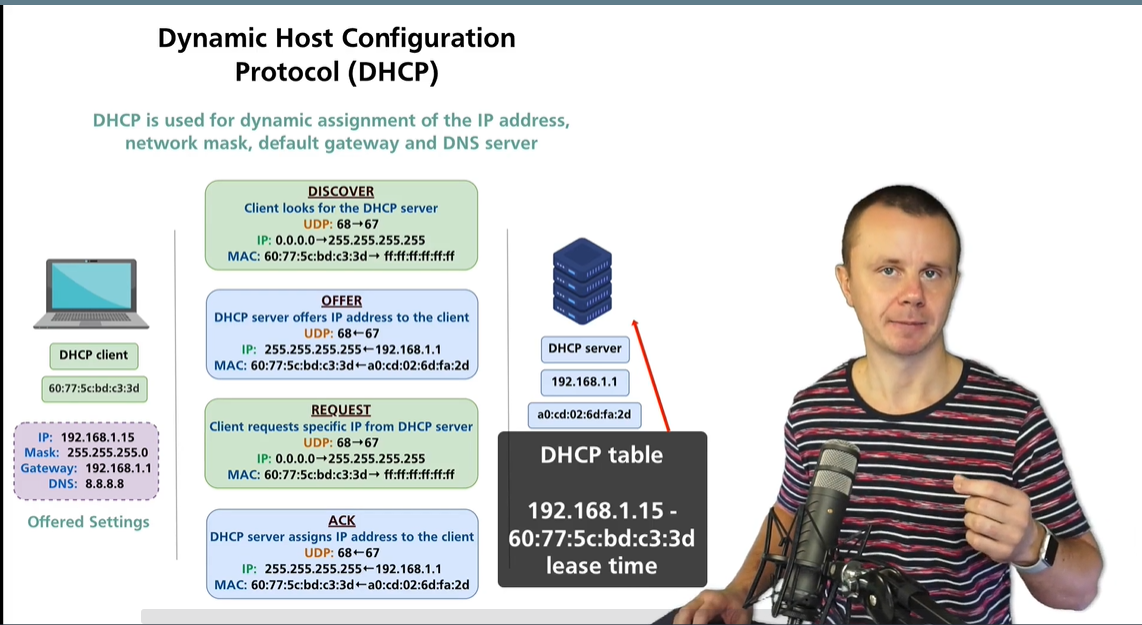 Dynamic Host Configuration
Protocol (DHCP)
DHCP is used for dynamic assignment of the IP address,
network mask, default gateway and DNS server
DISCOVER
Client looks for the DHCP server
UDP: 68→67
IP: 0.0.0.0→255.255.255.255
MAC: 60:77:5c:bd:c3:3d→ ff:ff:ff:ff:ff:ff
OFFER
DHCP server offers IP address to the client
UDP: 68←67
IP: 255.255.255.255←192.168.1.1
MAC: 60:77:5c:bd:c3:3d←a0:cd:02:6d:fa:2d
REQUEST
Client requests specific IP from DHCP server
UDP: 68→67
IP: 0.0.0.0→255.255.255.255
MAC: 60:77:5c:bd:c3:3d→ ff:ff:ff:ff:ff:ff
ACK
DHCP server assigns IP address to the client
UDP: 68←67
IP: 255.255.255.255←192.168.1.1
MAC: 60:77:5c:bd:c3:3d←a0:cd:02:6d:fa:2d
DHCP client
60:77:5c:bd:c3:3d
IP: 192.168.1.15
Mask: 255.255.255.0
Gateway: 192.168.1.1
DNS: 8.8.8.8
Offered Settings
DHCP server
192.168.1.1
a0:cd:02:6d:fa:2d
DHCP table
192.168.1.15 -
60:77:5c:bd:c3:3d
lease time